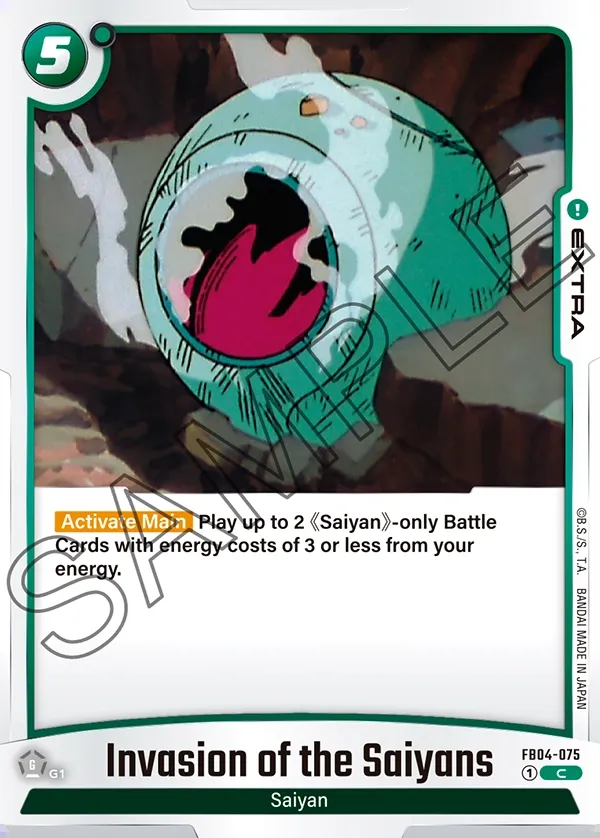 5
! EXTRA
SAMPLE
Activate Main Play up to 2 《Saiyan》-only Battle
Cards with energy costs of 3 or less from your
energy.
©B.S./S., T.A. BANDAI MADE IN JAPAN
G G1
Invasion of the Saiyans
FB04-075
1 C
Saiyan